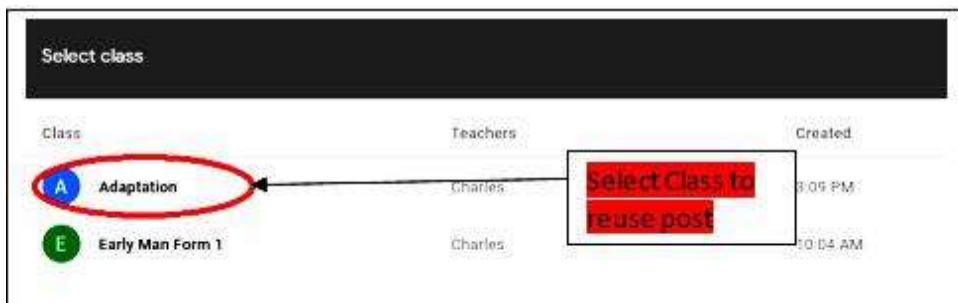 Select class
Class Teachers Created
A Adaptation Charles Select Class to 3:09 PM
reuse post
E Early Man Form 1 Charles 10:04 AM